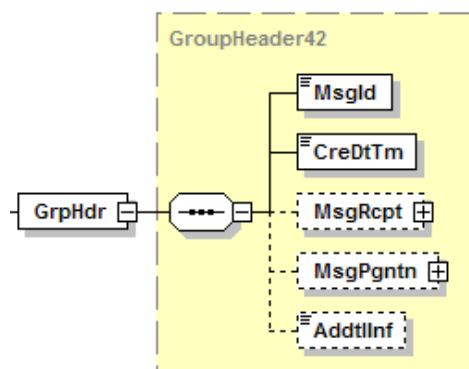 GroupHeader42
MsgId
CreDtTm
GrpHdr
MsgRcpt
MsgPgntn
AddtlInf